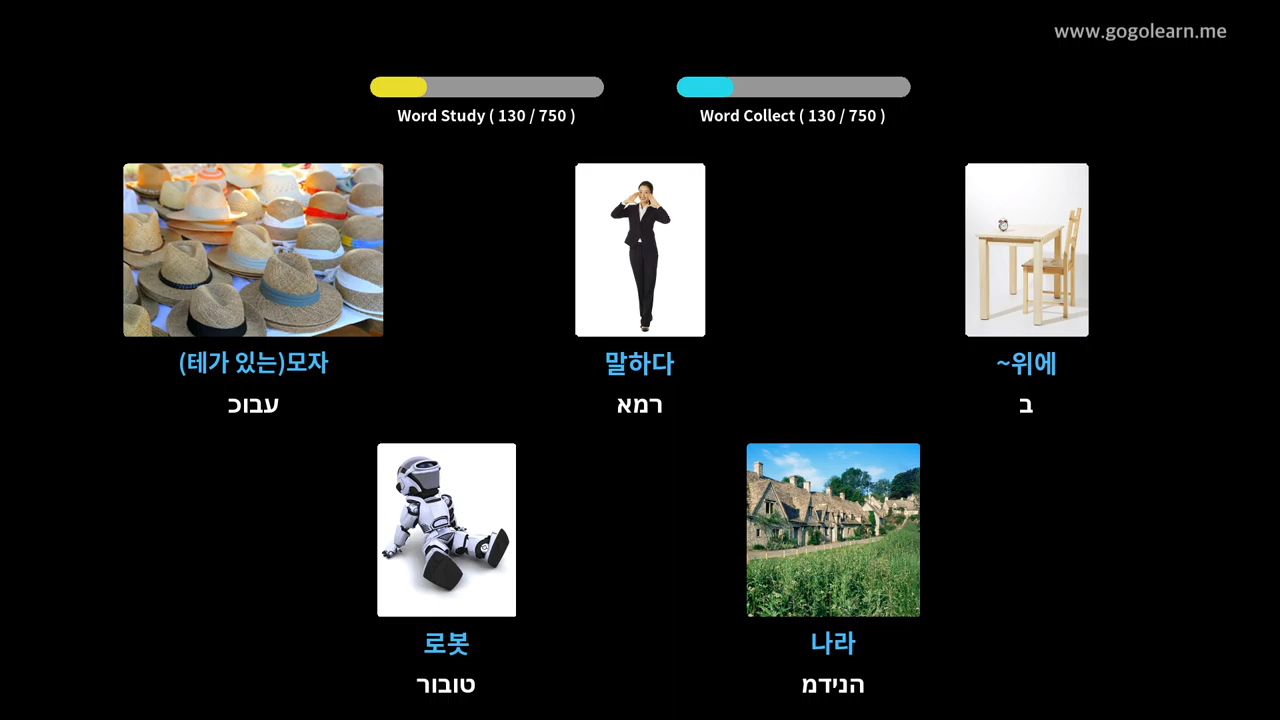 www.gogolearn.me
Word Study ( 130 / 750 )
Word Collect ( 130 / 750 )
(테가 있는)모자
עבוכ
말하다
רמא
~위에
ב
로봇
טובור
나라
הנידמ